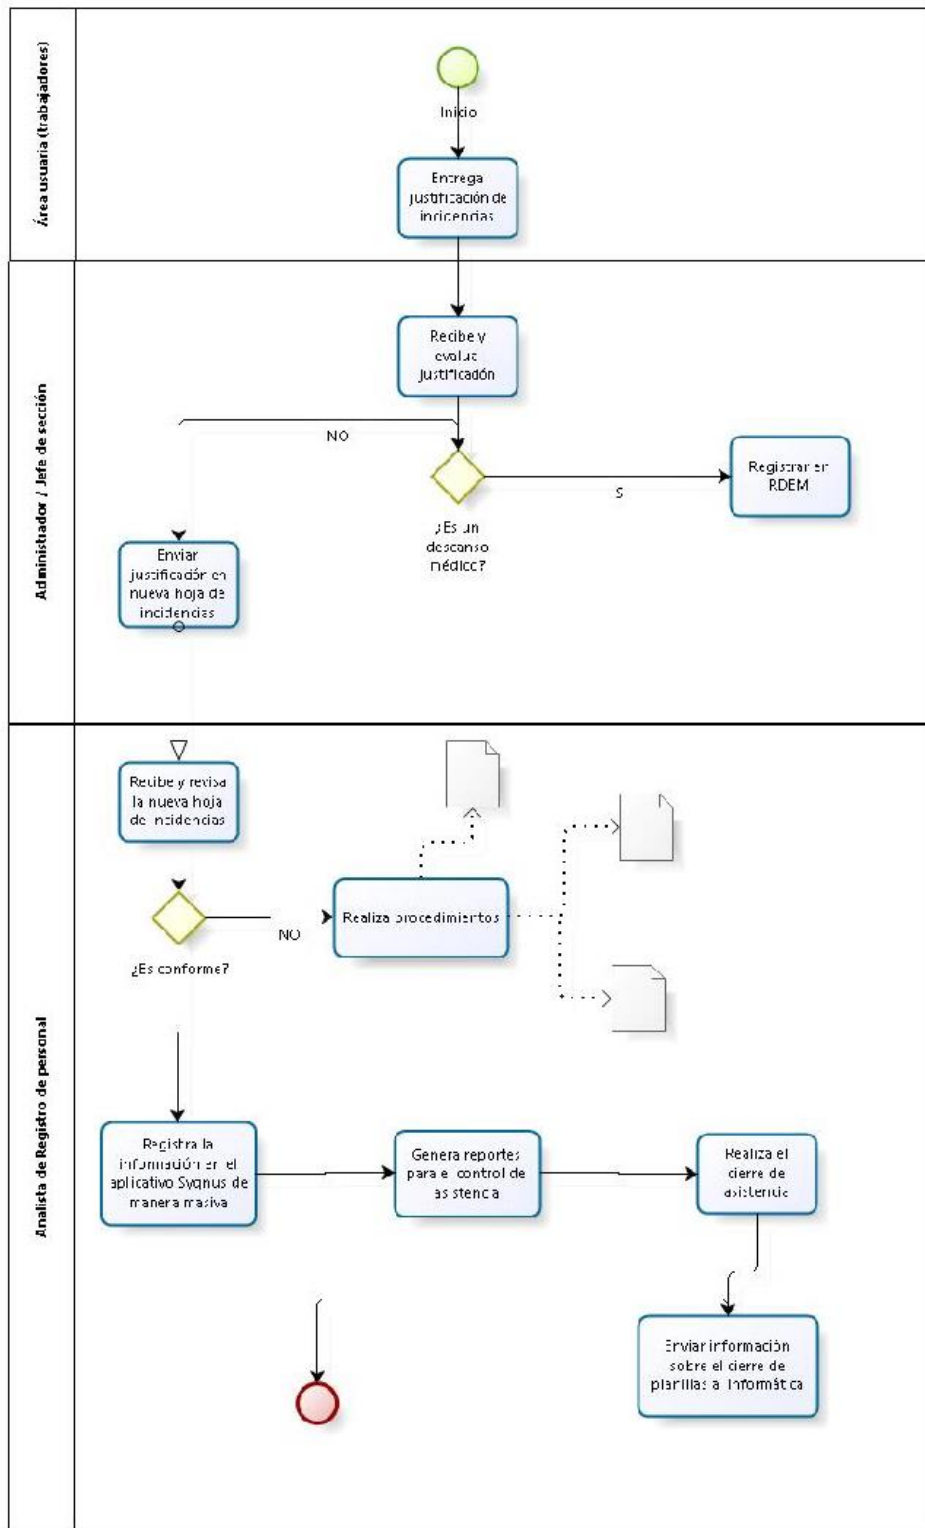 Área usuaria (trabajadores)
Inicio
Entrega
justificación de
incidencias
Administrador / Jefe de sección
Recibe y
evalua
justificación
NO
S
Registrar en
RDEM
¿Es un
descanso
médico?
Enviar
justificación en
nueva hoja de
incidencias
Analista de Registro de personal
Recibe y revisa
la nueva hoja
de incidencias
Realiza procedimientos
NO
¿Es conforme?
Registra la
información en el
aplicativo Sygnus de
manera masiva
Genera reportes
para el control de
asistencia
Realiza el
cierre de
asistencia
Enviar información
sobre el cierre de
planillas a Informática